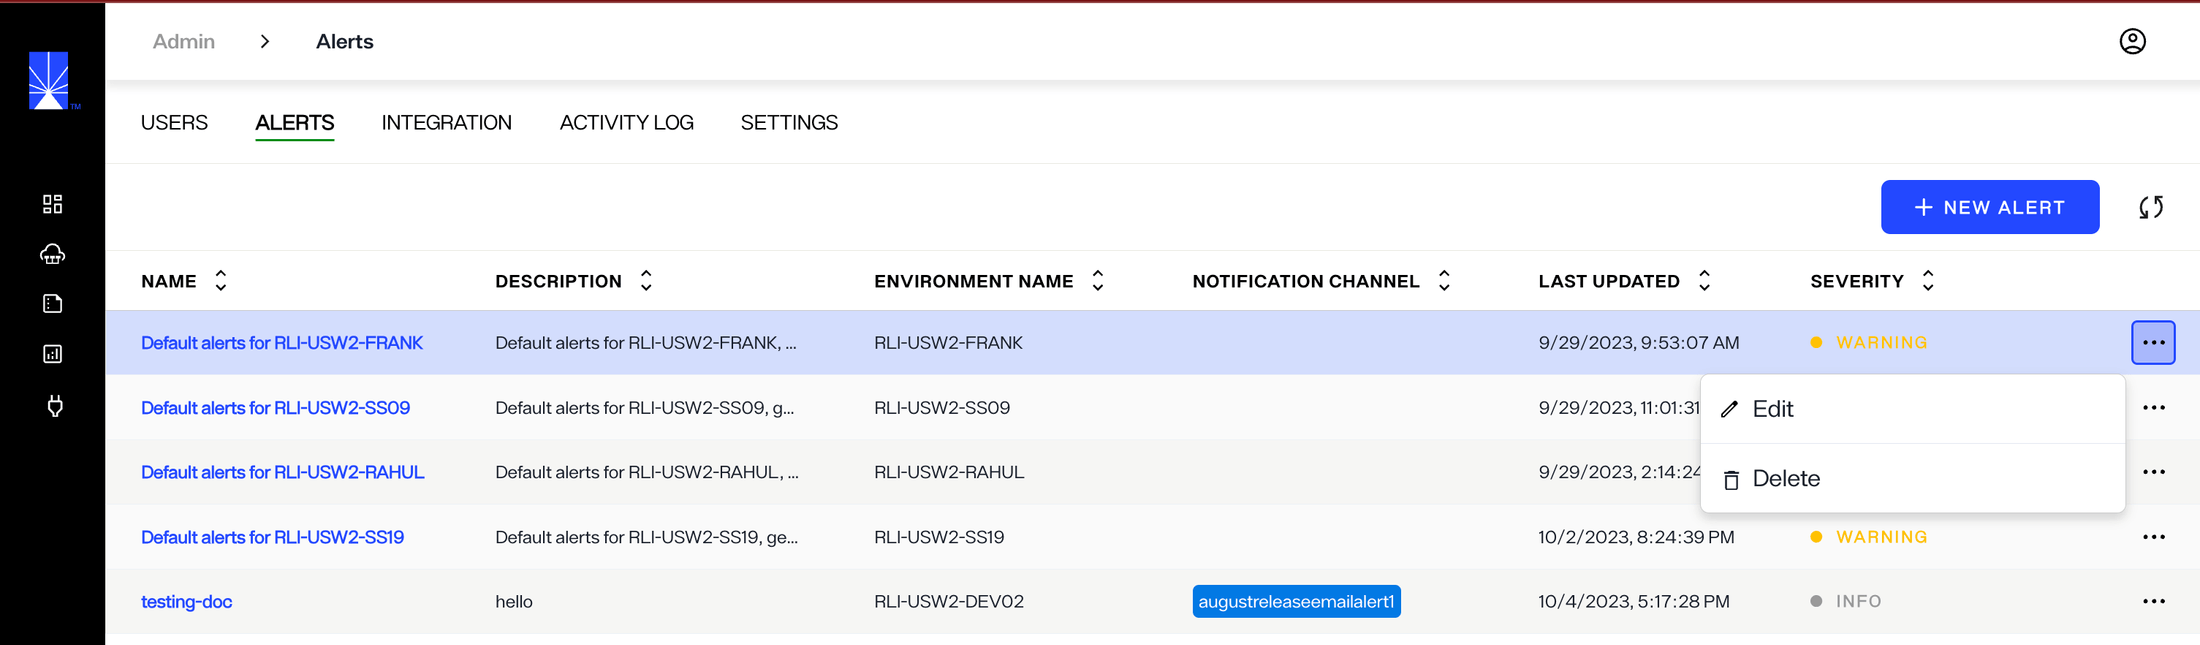 Admin > Alerts
TM
USERS ALERTS INTEGRATION ACTIVITY LOG SETTINGS
+ NEW ALERT
NAME DESCRIPTION ENVIRONMENT NAME NOTIFICATION CHANNEL LAST UPDATED SEVERITY
Default alerts for RLI-USW2-FRANK Default alerts for RLI-USW2-FRANK, ... RLI-USW2-FRANK 9/29/2023, 9:53:07 AM WARNING ...
Default alerts for RLI-USW2-SS09 Default alerts for RLI-USW2-SS09, g... RLI-USW2-SS09 9/29/2023, 11:01:31 ...
Edit
Default alerts for RLI-USW2-RAHUL Default alerts for RLI-USW2-RAHUL, ... RLI-USW2-RAHUL 9/29/2023, 2:14:24 ...
Delete
Default alerts for RLI-USW2-SS19 Default alerts for RLI-USW2-SS19, ge... RLI-USW2-SS19 10/2/2023, 8:24:39 PM WARNING ...
testing-doc hello RLI-USW2-DEV02 augustreleaseemailalert1 10/4/2023, 5:17:28 PM INFO ...